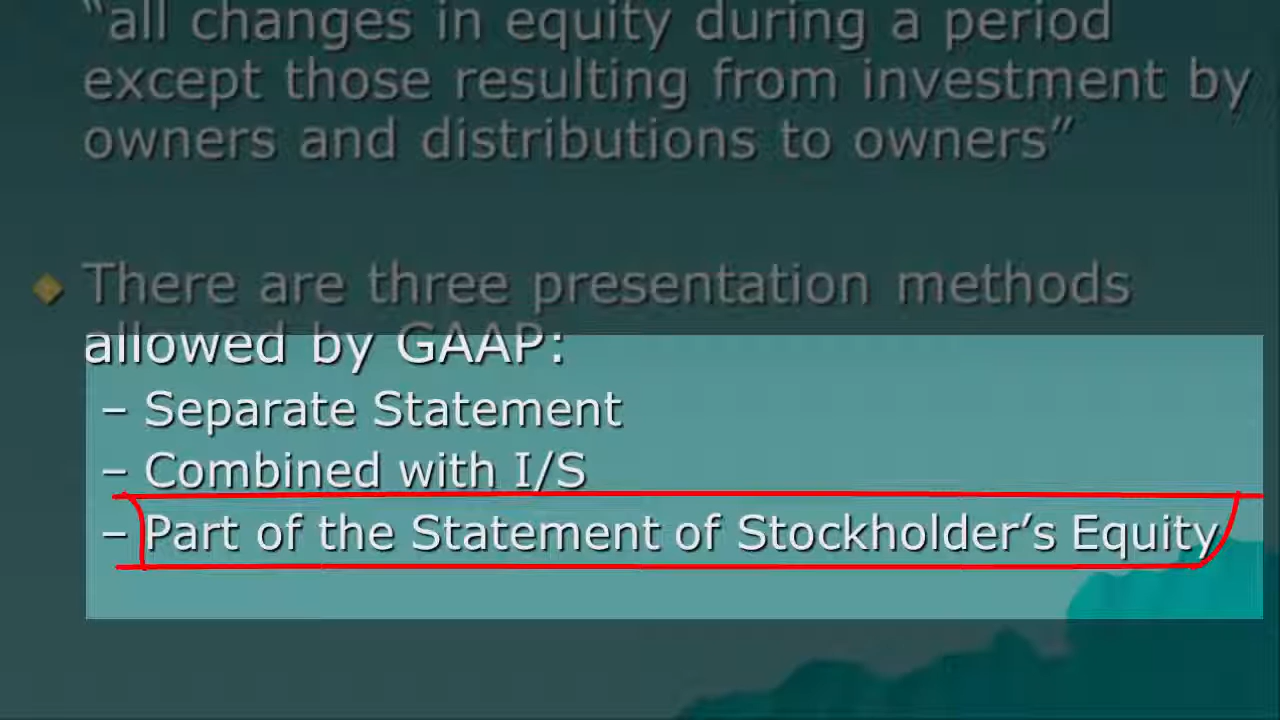 “all changes in equity during a period
except those resulting from investment by
owners and distributions to owners”
There are three presentation methods
allowed by GAAP:
– Separate Statement
– Combined with I/S
– Part of the Statement of Stockholder’s Equity